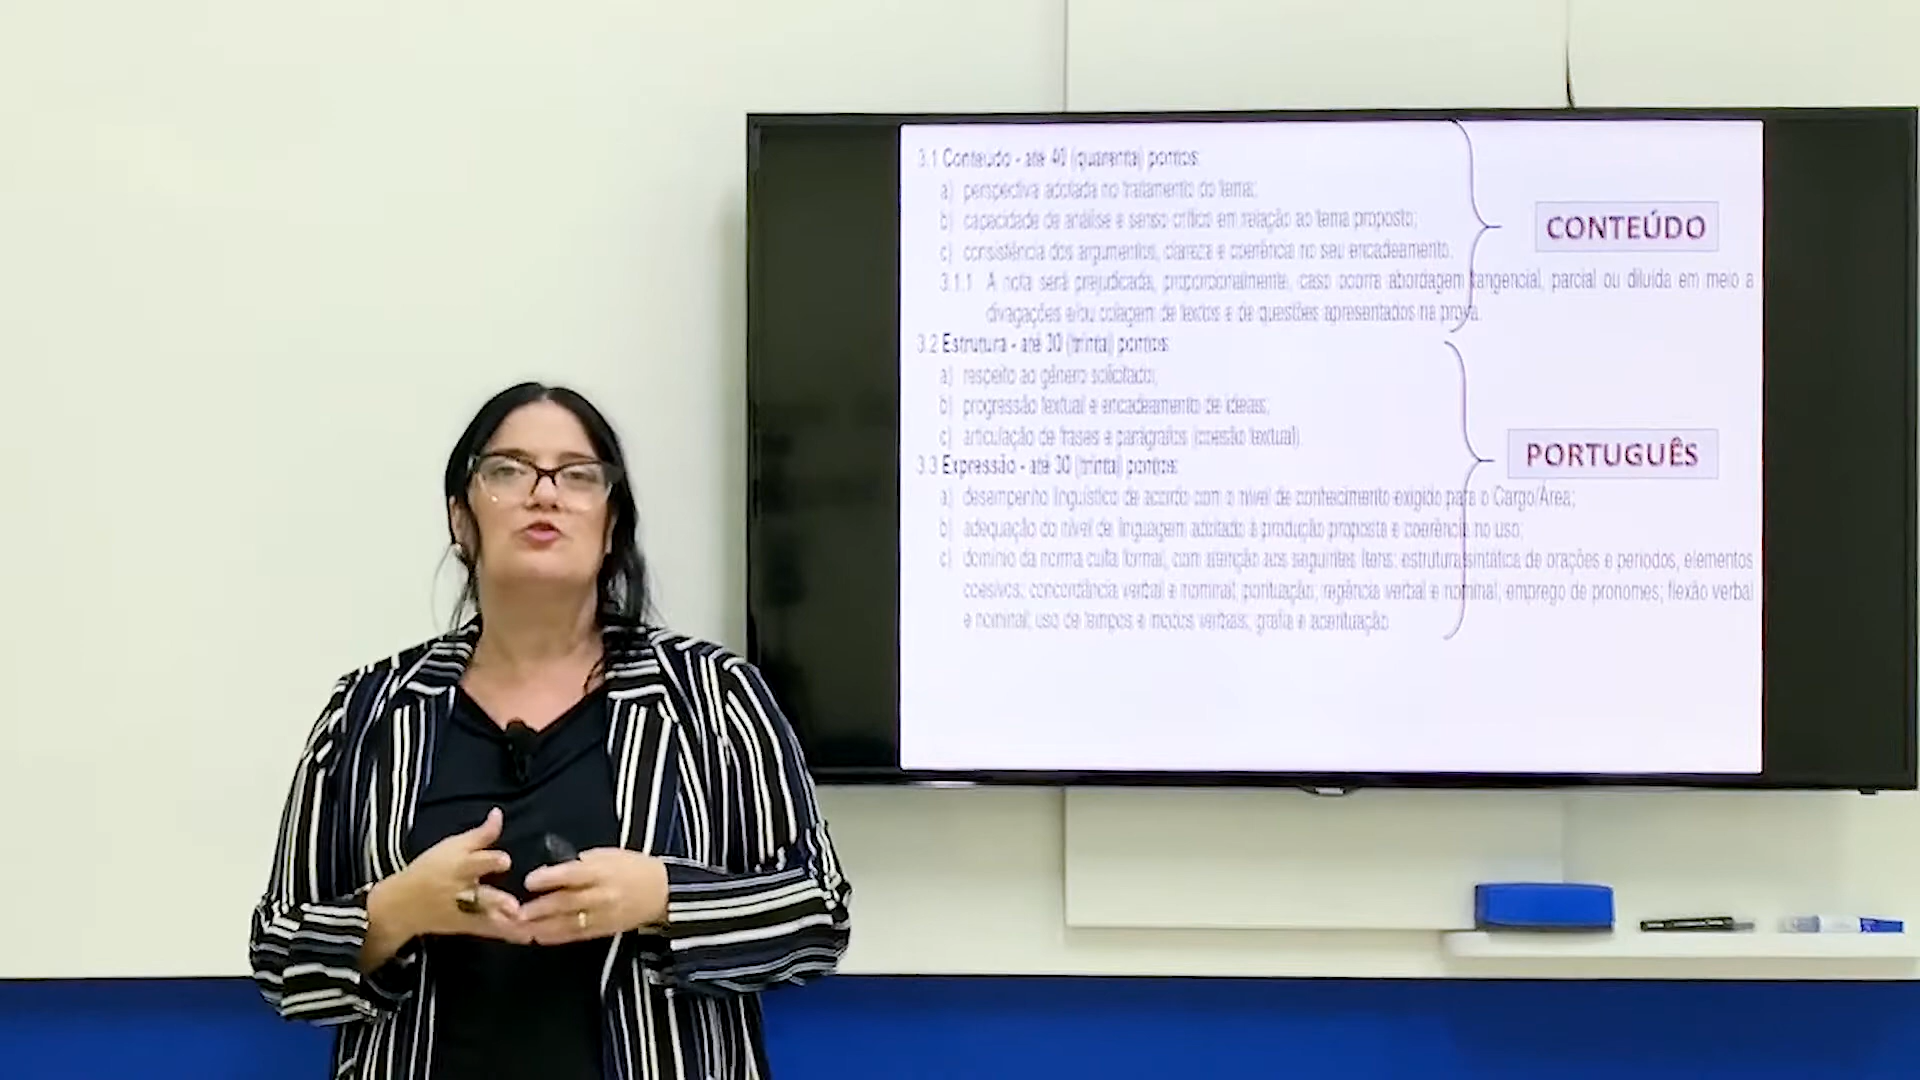 3.1 Conteúdo - até 40 (quarenta) pontos:
a) perspectiva adotada no tratamento do tema;
b) capacidade de análise e senso crítico em relação ao tema proposto;
c) consistência dos argumentos, clareza e coerência no seu encadeamento.
3.1.1 A nota será prejudicada, proporcionalmente, caso ocorra abordagem tangencial, parcial ou diluída em meio a
divagações e/ou colagem de textos e de questões apresentados na prova.
CONTEÚDO
3.2 Estrutura - até 30 (trinta) pontos:
a) respeito ao gênero solicitado;
b) progressão textual e encadeamento de ideias;
c) articulação de frases e parágrafos (coesão textual).
3.3 Expressão - até 30 (trinta) pontos:
a) desempenho linguístico de acordo com o nível de conhecimento exigido para o Cargo/Área;
b) adequação do nível de linguagem adotado à produção proposta e coerência no uso;
c) domínio da norma culta formal, com atenção aos seguintes itens: estrutura sintática de orações e períodos, elementos
coesivos; concordância verbal e nominal; pontuação; regência verbal e nominal; emprego de pronomes; flexão verbal
e nominal; uso de tempos e modos verbais; grafia e acentuação.
PORTUGUÊS